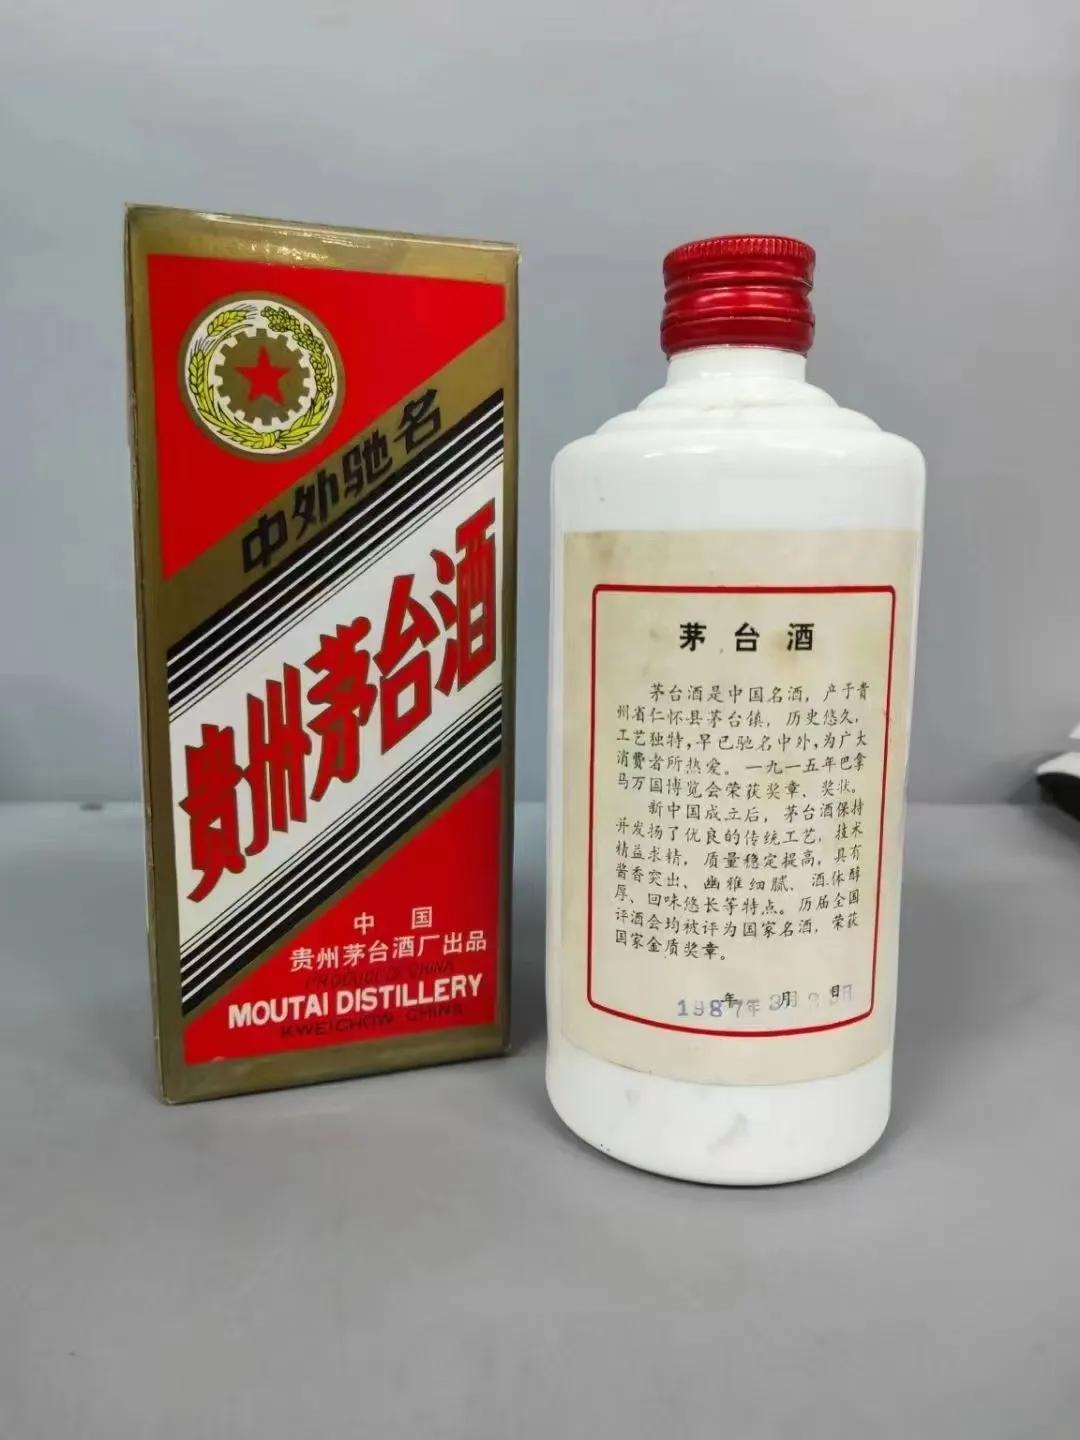 中外驰名
贵州茅台酒
中国
贵州茅台酒厂出品
PRODUCE OF CHINA
MOUTAI DISTILLERY
KWEICHOW CHINA
茅台酒
茅台酒是中国名酒，产于贵
州省仁怀县茅台镇，历史悠久，
工艺独特，早已驰名中外，为广大
消费者所热爱。一九一五年巴拿
马万国博览会荣获奖章、奖状。
新中国成立后，茅台酒保持
并发扬了优良的传统工艺，技术
精益求精，质量稳定提高，具有
酱香突出、幽雅细腻、酒体醇
厚、回味悠长等特点。历届全国
评酒会均被评为国家名酒，荣获
国家金质奖章。
年 月 日
1987年3月